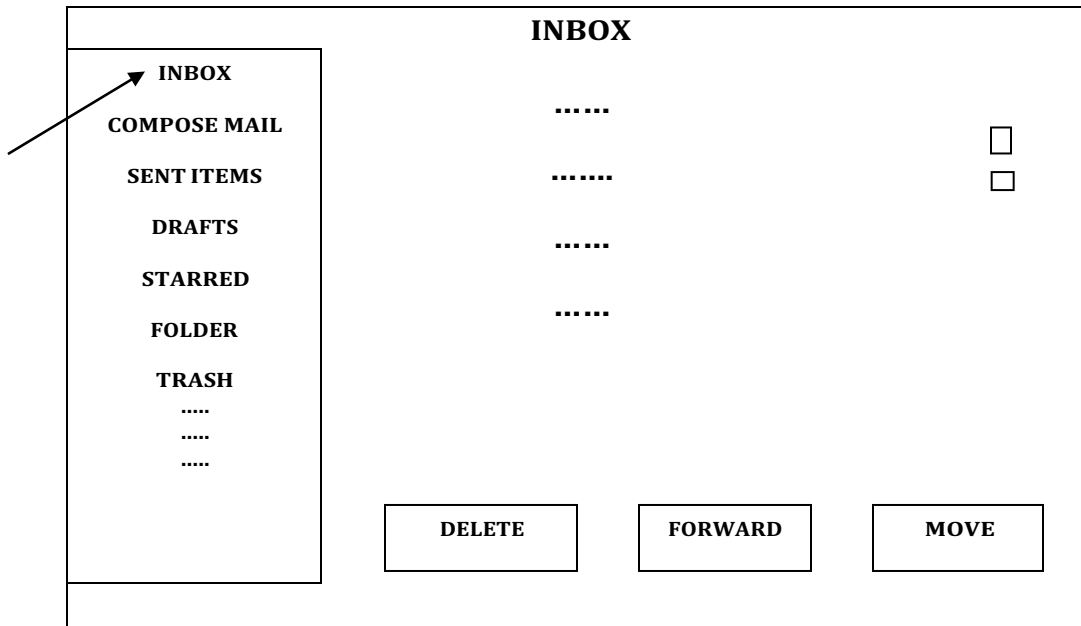 INBOX
INBOX
COMPOSE MAIL
SENT ITEMS
DRAFTS
STARRED
FOLDER
TRASH
.....
.....
.....
……
…….
……
……
DELETE
FORWARD
MOVE